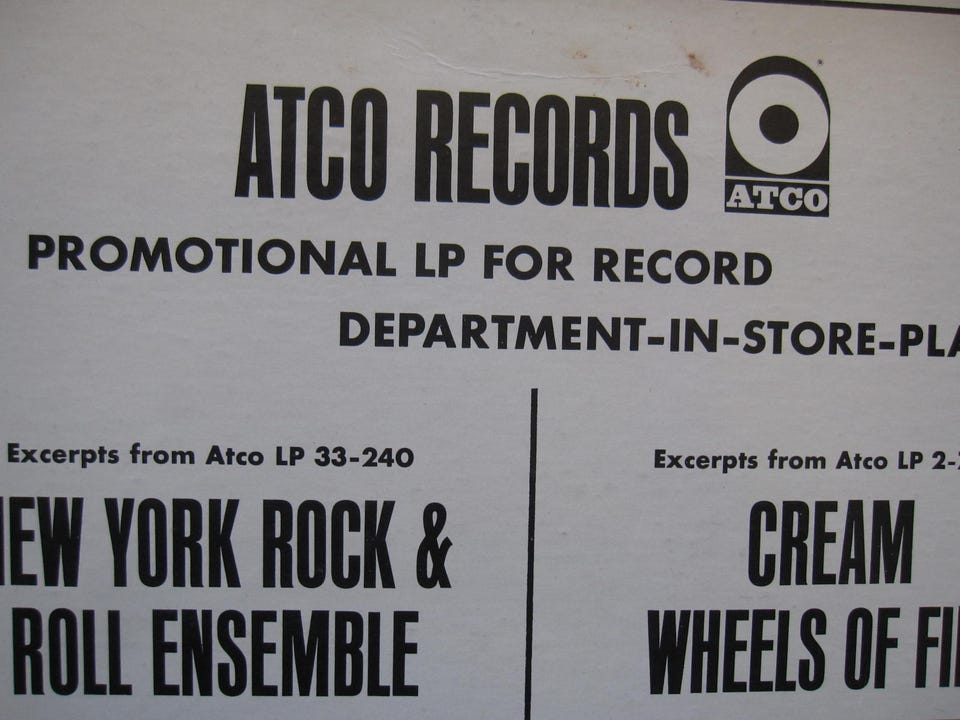 ATCO RECORDS
ATCO
PROMOTIONAL LP FOR RECORD
DEPARTMENT-IN-STORE-PLA
Excerpts from Atco LP 33-240
EW YORK ROCK &
ROLL ENSEMBLE
Excerpts from Atco LP 2-
CREAM
WHEELS OF FI